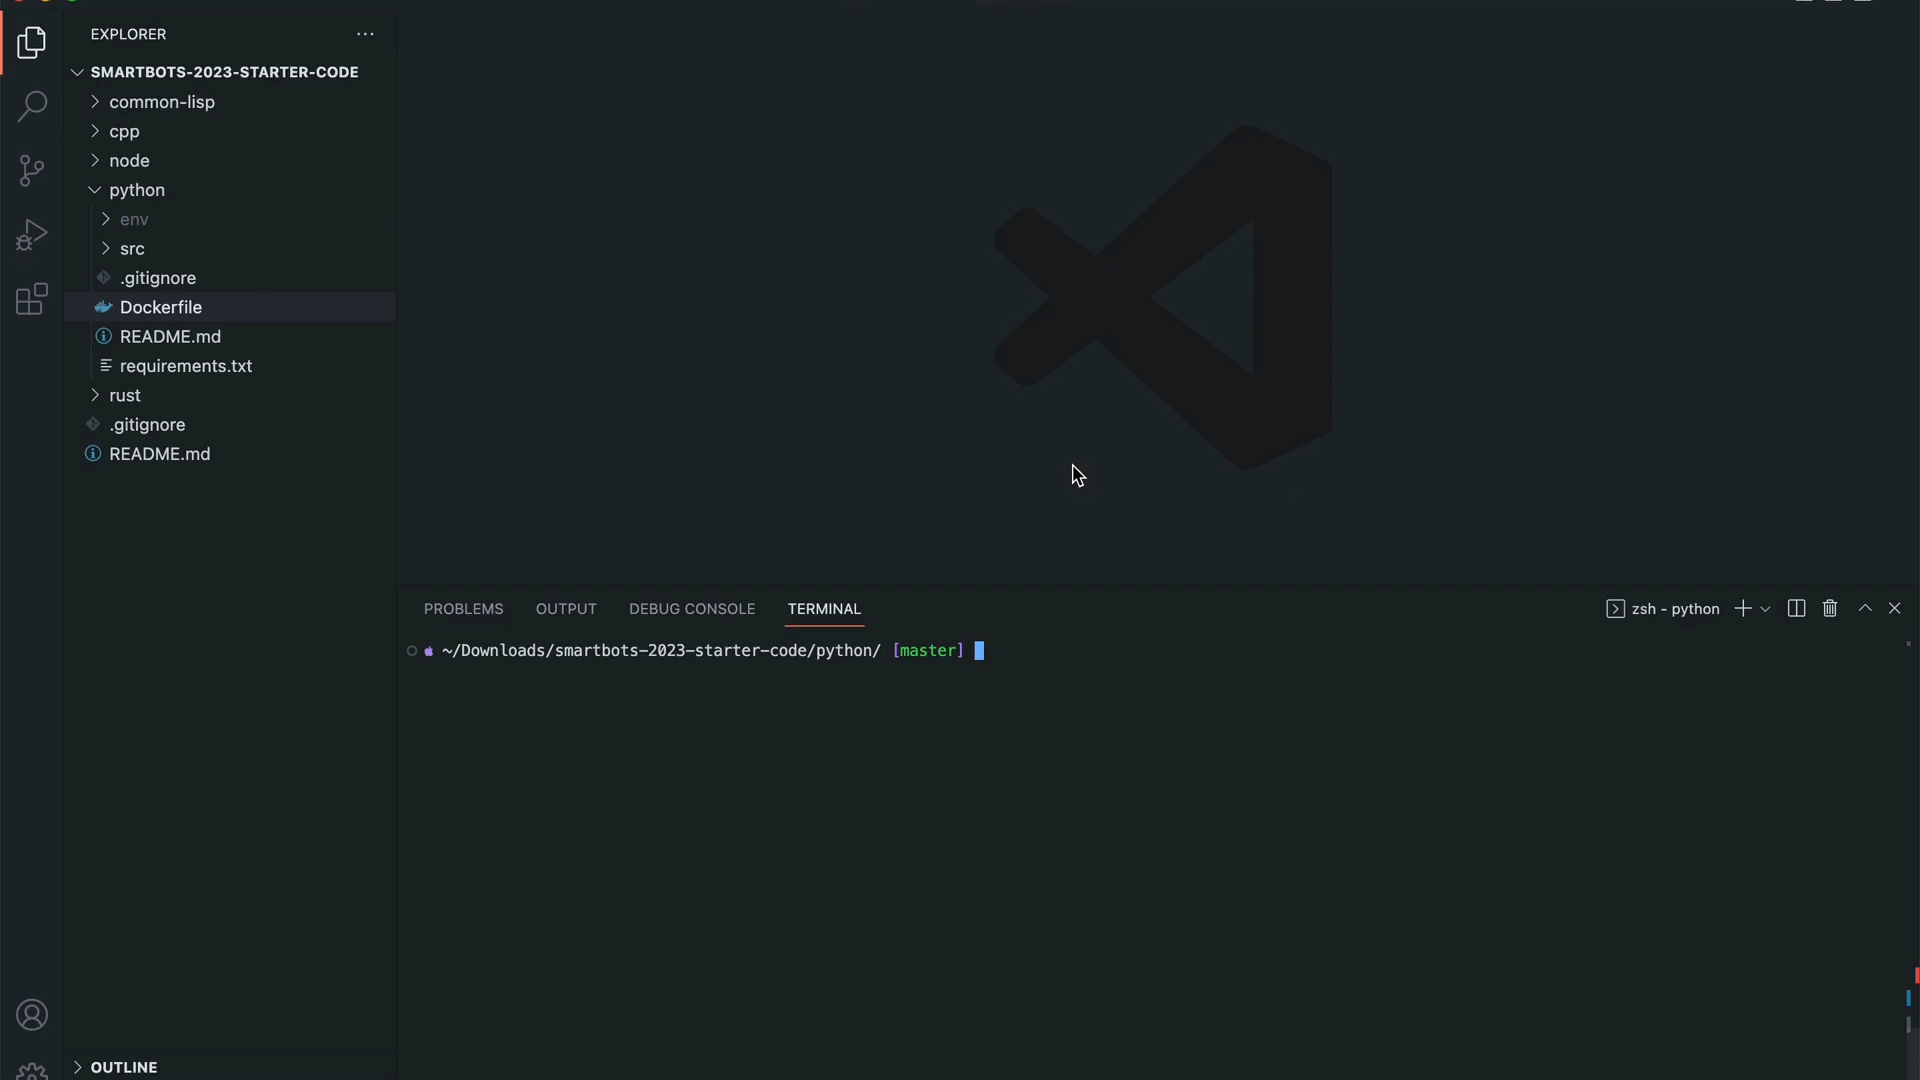 EXPLORER
SMARTBOTS-2023-STARTER-CODE
common-lisp
cpp
node
python
env
src
.gitignore
Dockerfile
README.md
requirements.txt
rust
.gitignore
README.md
OUTLINE
PROBLEMS OUTPUT DEBUG CONSOLE TERMINAL
zsh - python
~/Downloads/smartbots-2023-starter-code/python/ [master]